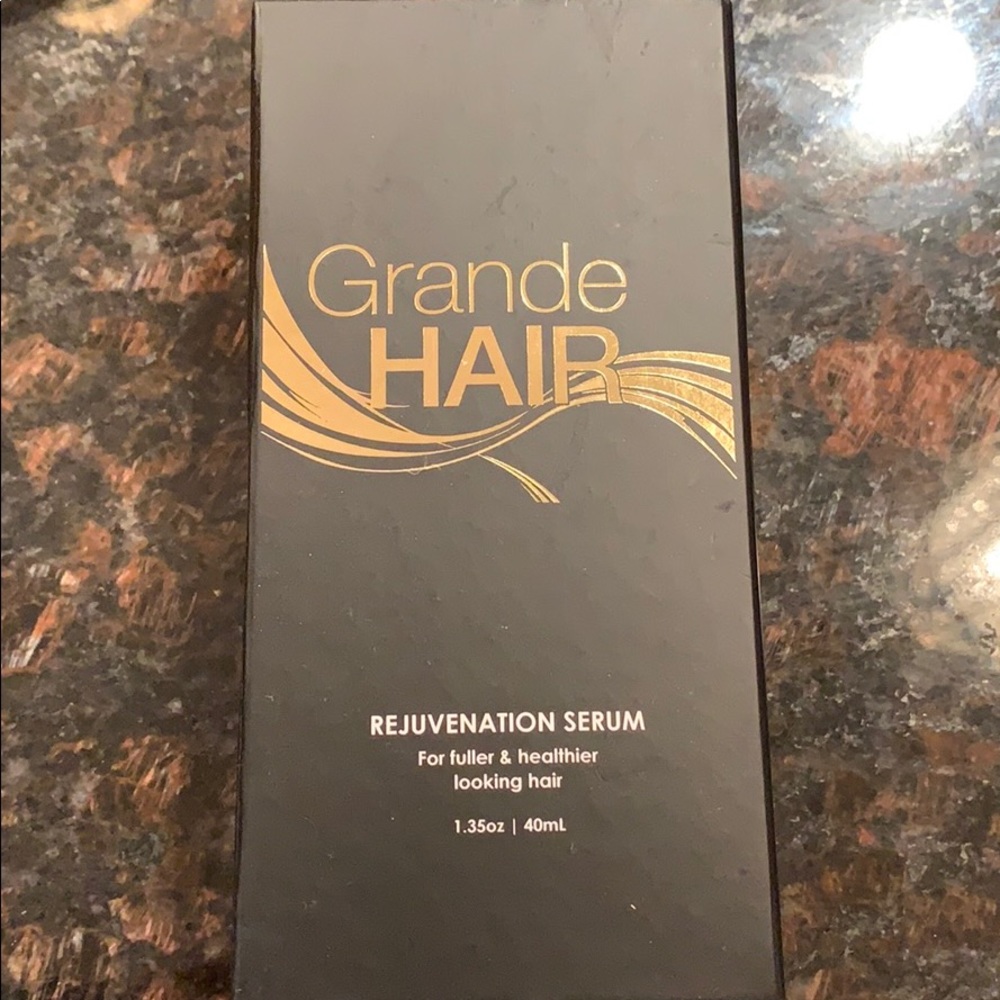 Grande
HAIR
REJUVENATION SERUM
For fuller & healthier
looking hair
1.35oz | 40mL